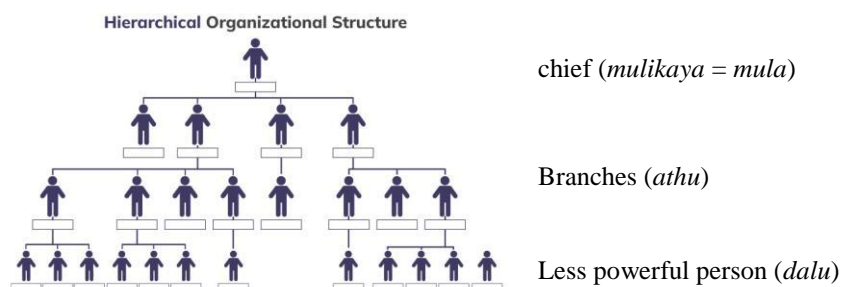 Hierarchical Organizational Structure
chief (mulikaya = mula)
Branches (athu)
Less powerful person (dalu)